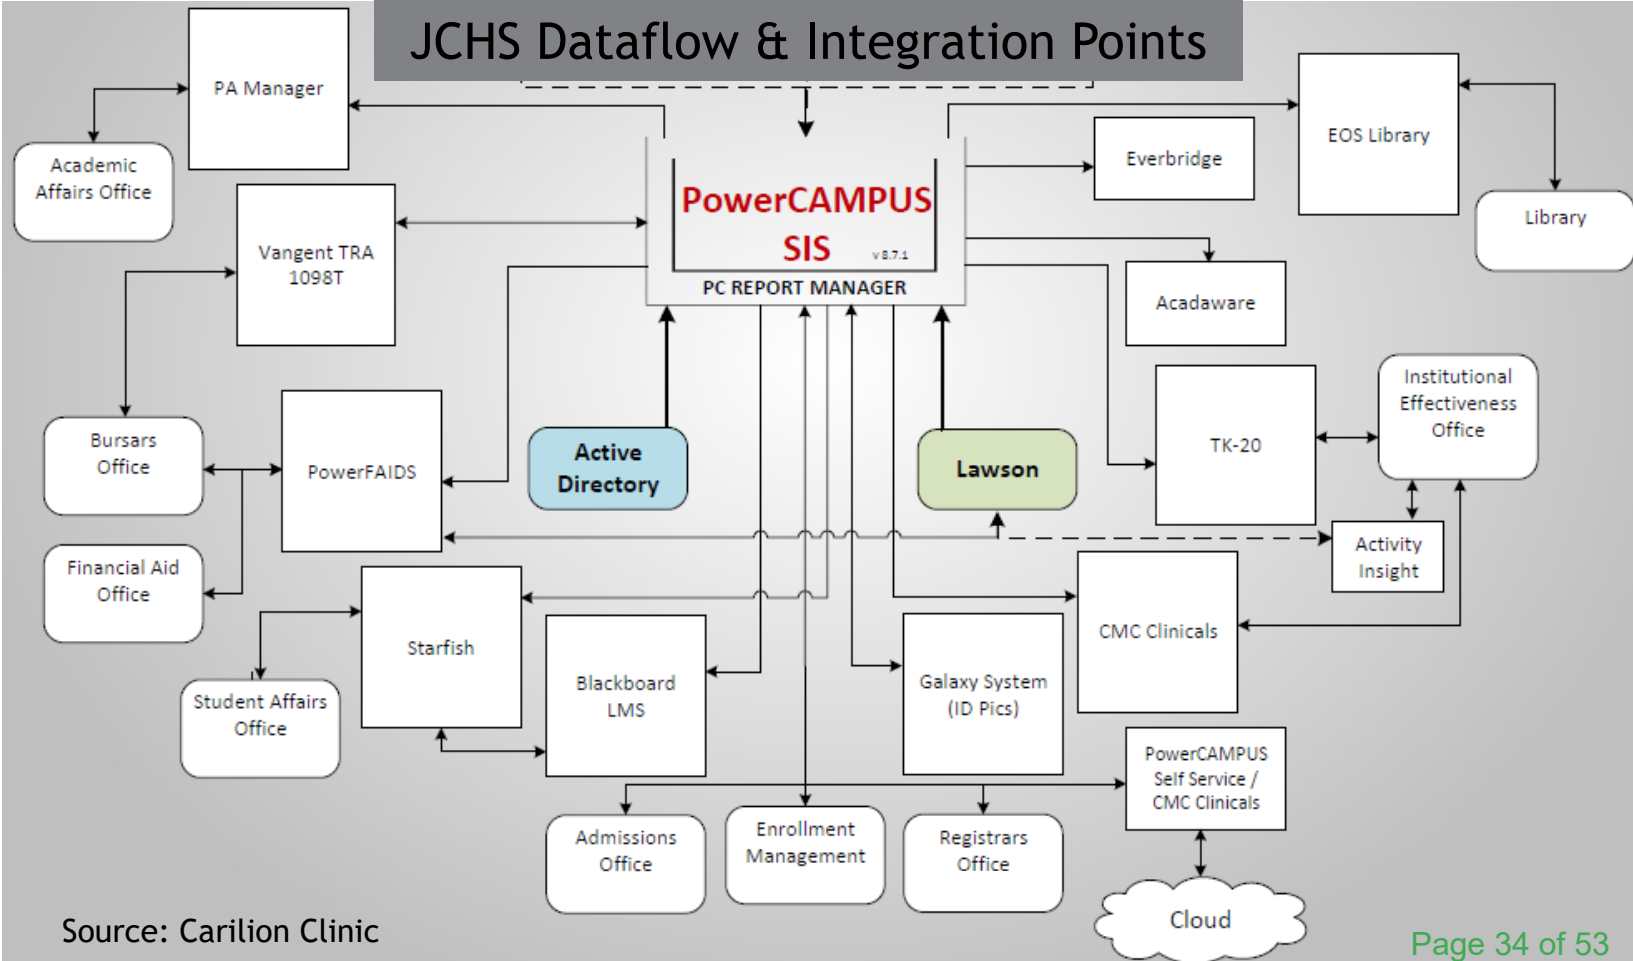 JCHS Dataflow & Integration Points
PA Manager
Academic
Affairs Office
EOS Library
Everbridge
Library
PowerCAMPUS
SIS
v 8.7.1
PC REPORT MANAGER
Vangent TRA
1098T
Acadaware
Bursars
Office
PowerFAIDS
Active
Directory
Lawson
TK-20
Institutional
Effectiveness
Office
Financial Aid
Office
Activity
Insight
Starfish
Student Affairs
Office
Blackboard
LMS
Galaxy System
(ID Pics)
CMC Clinicals
PowerCAMPUS
Self Service /
CMC Clinicals
Admissions
Office
Enrollment
Management
Registrars
Office
Cloud
Source: Carilion Clinic
Page 34 of 53